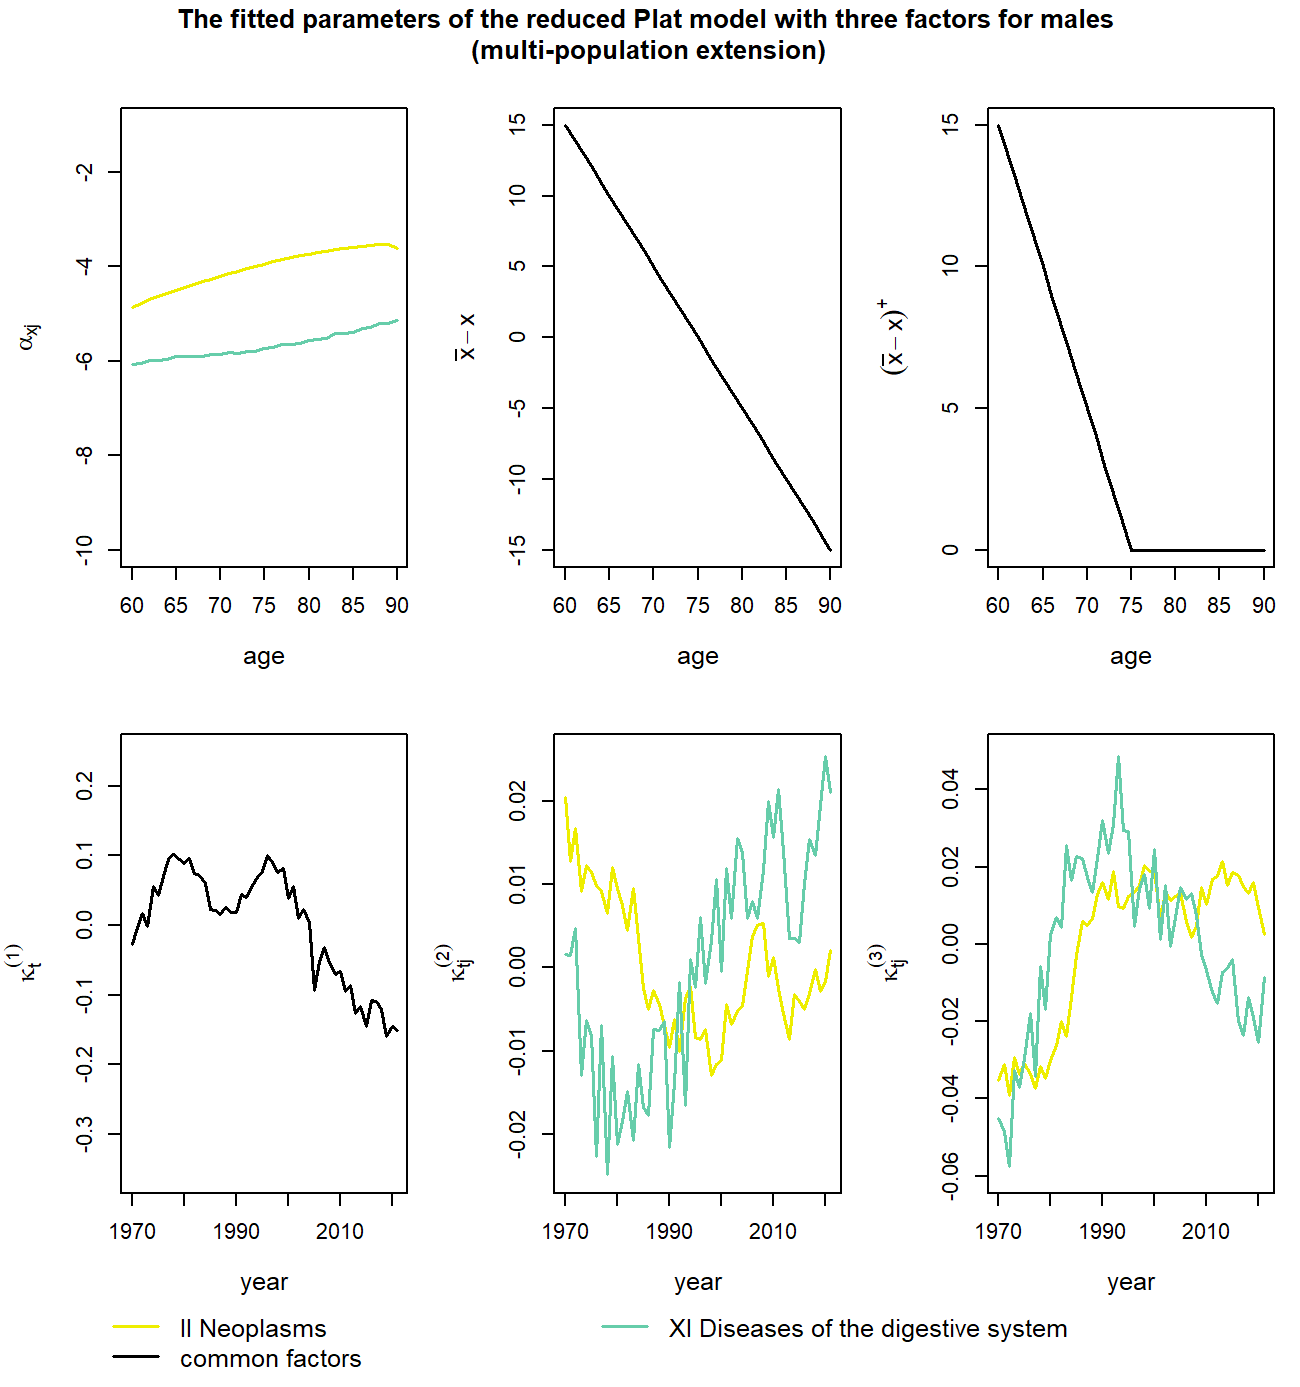 The fitted parameters of the reduced Plat model with three factors for males
(multi-population extension)
αxj
-2
-4
-6
-8
-10
60 65 70 75 80 85 90
age
x̅ − x
15
10
5
0
-5
-10
-15
60 65 70 75 80 85 90
age
(x̅ − x)⁺
15
10
5
0
60 65 70 75 80 85 90
age
κt(1)
0.2
0.1
0.0
-0.1
-0.2
-0.3
1970 1990 2010
year
κtj(2)
0.02
0.01
0.00
-0.01
-0.02
1970 1990 2010
year
κtj(3)
0.04
0.02
0.00
-0.02
-0.04
-0.06
1970 1990 2010
year
II Neoplasms
XI Diseases of the digestive system
common factors